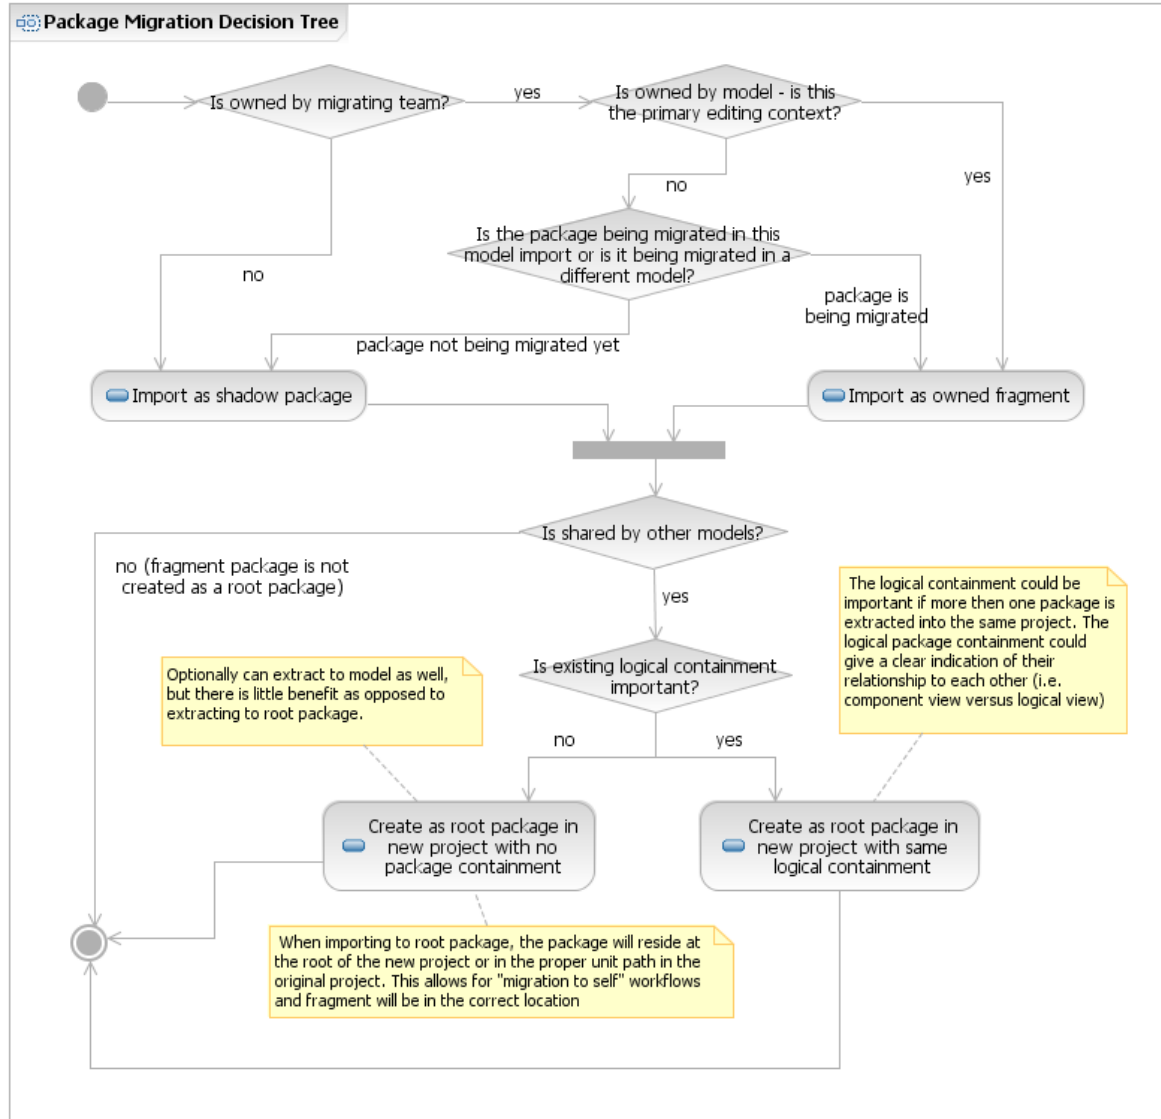 Package Migration Decision Tree
Is owned by migrating team?
yes
Is owned by model - is this
the primary editing context?
no
yes
Is the package being migrated in this
model import or is it being migrated in a
different model?
no
package is
being migrated
package not being migrated yet
Import as shadow package
Import as owned fragment
Is shared by other models?
no (fragment package is not
created as a root package)
yes
The logical containment could be
important if more then one package is
extracted into the same project. The
logical package containment could
give a clear indication of their
relationship to each other (i.e.
component view versus logical view)
Is existing logical containment
important?
Optionally can extract to model as well,
but there is little benefit as opposed to
extracting to root package.
no
yes
Create as root package in
new project with no
package containment
Create as root package in
new project with same
logical containment
When importing to root package, the package will reside at
the root of the new project or in the proper unit path in the
original project. This allows for "migration to self" workflows
and fragment will be in the correct location